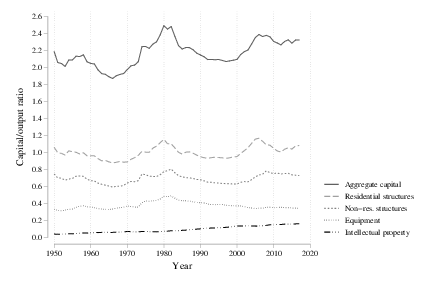 2.6
2.4
2.2
2.0
1.8
1.6
1.4
1.2
1.0
0.8
0.6
0.4
0.2
0.0
Capital/output ratio
1950 1960 1970 1980 1990 2000 2010 2020
Year
Aggregate capital
Residential structures
Non-res. structures
Equipment
Intellectual property